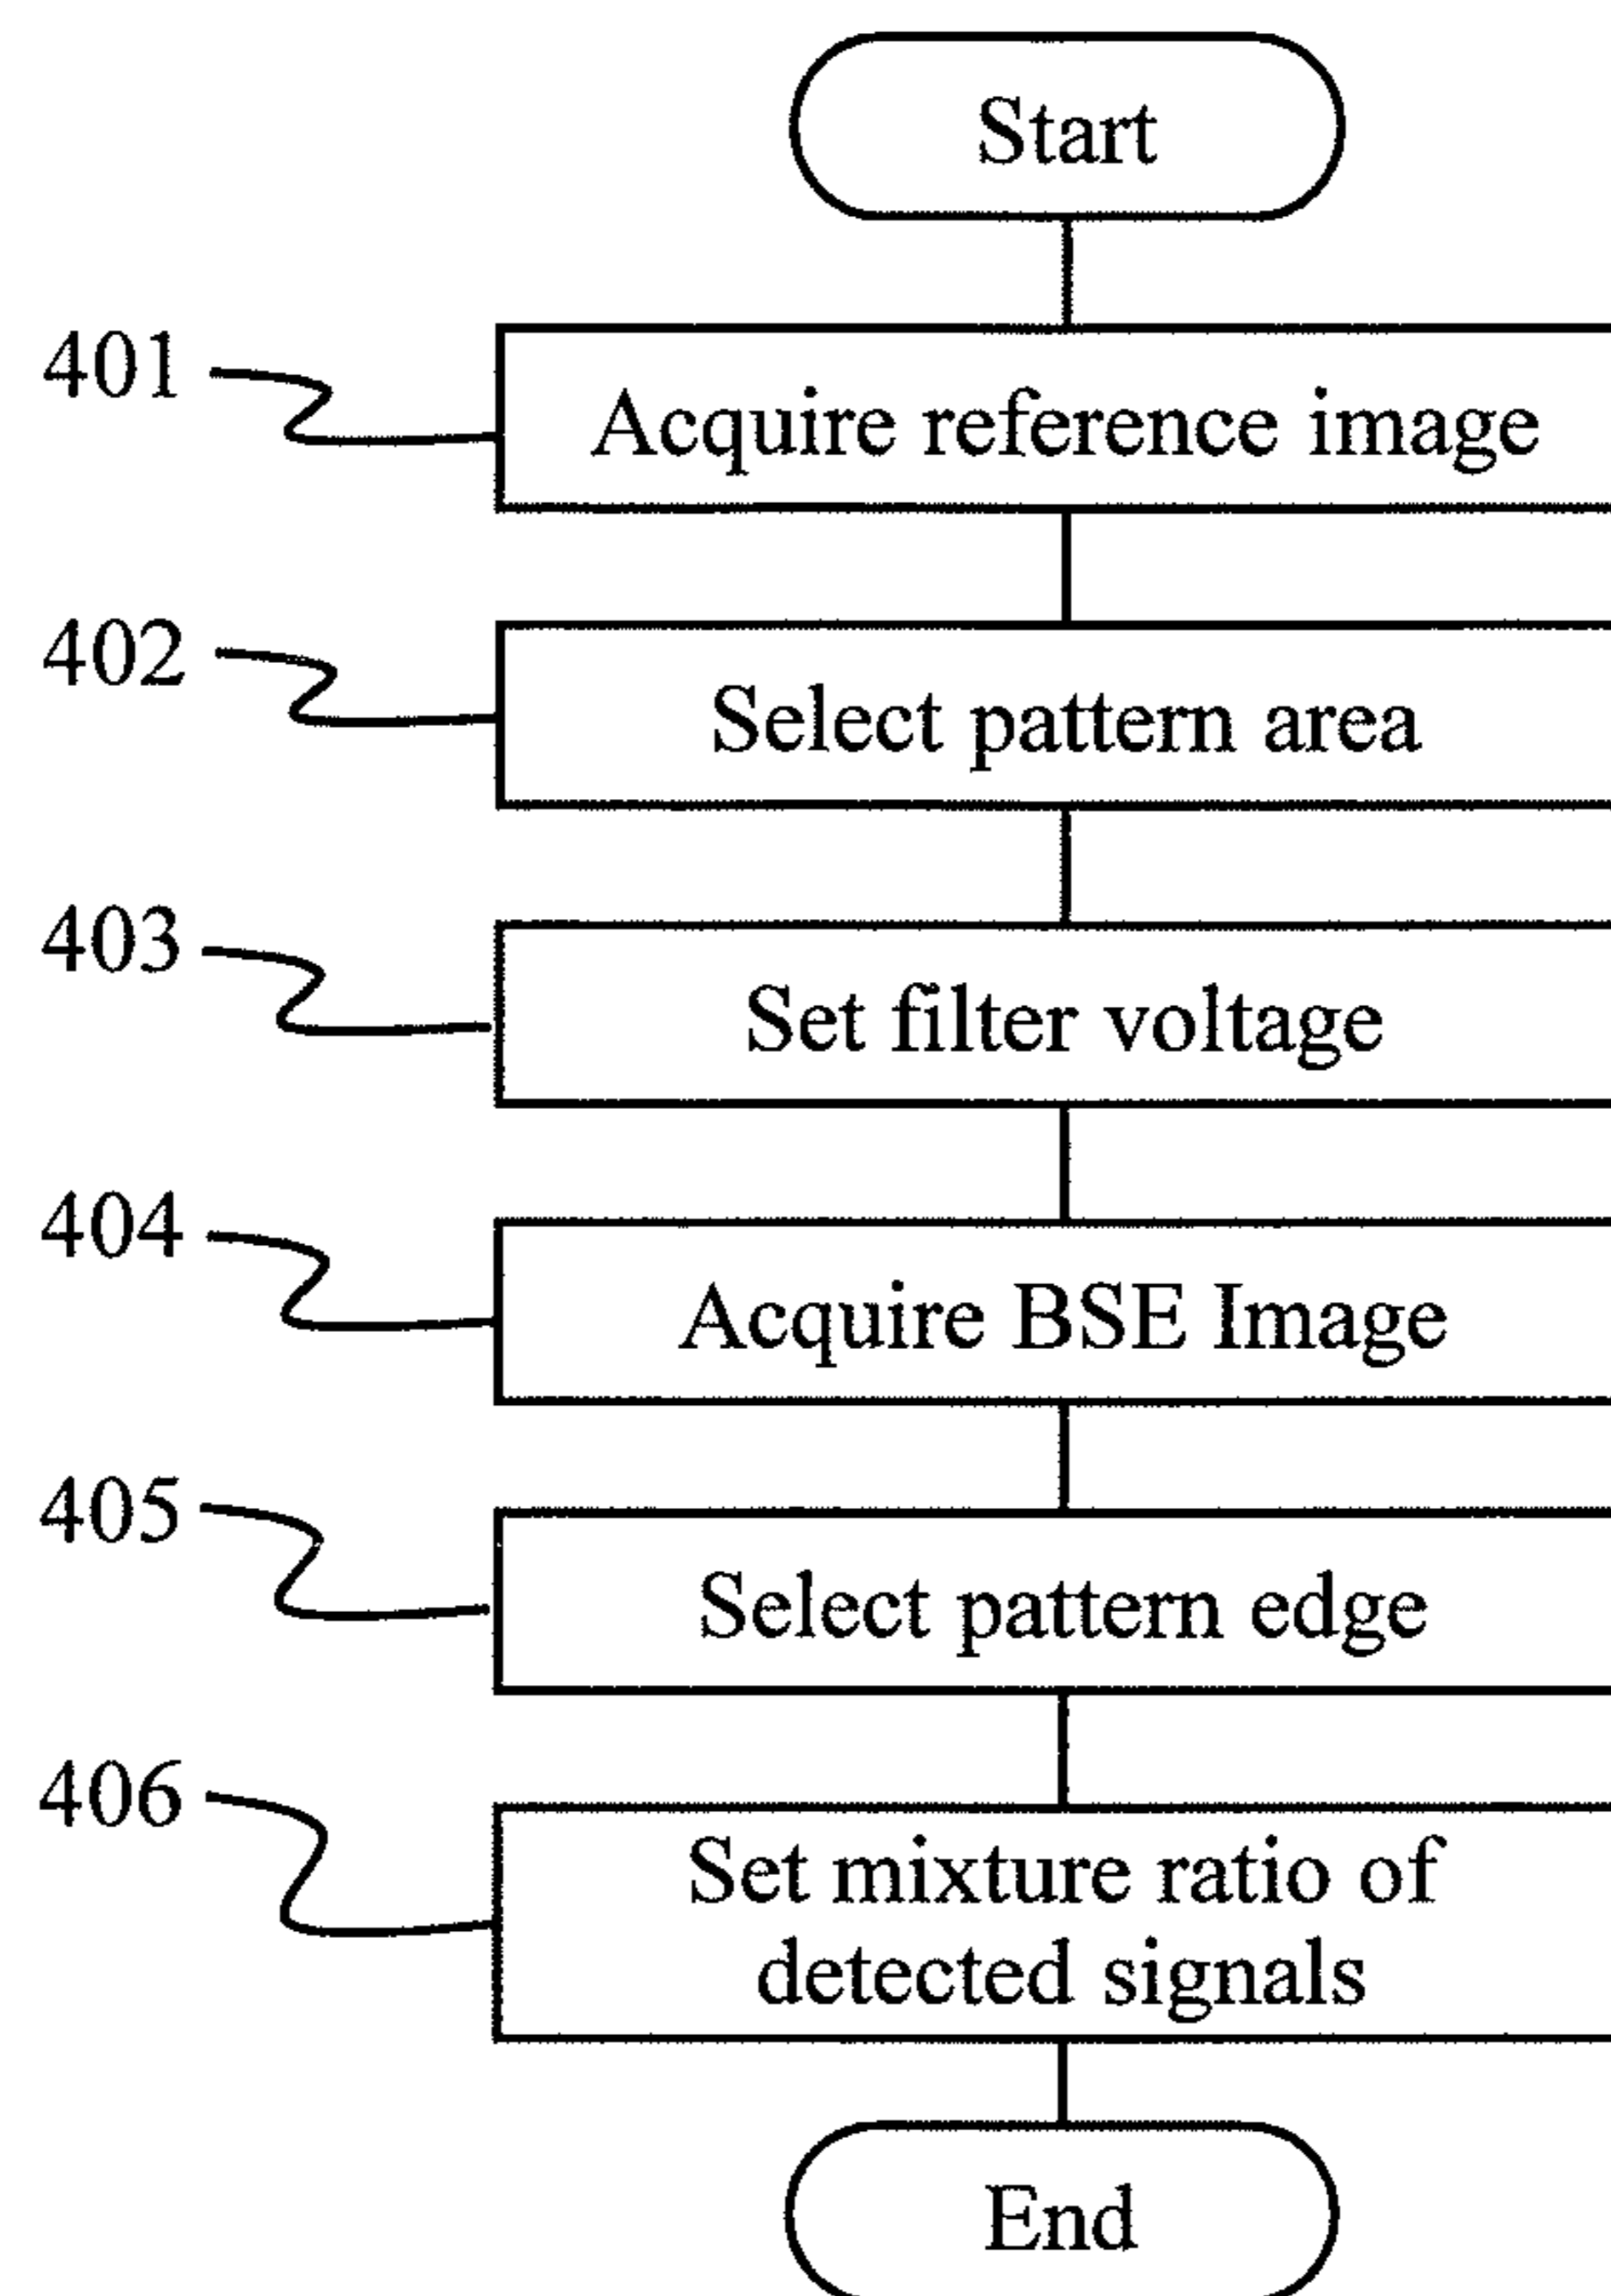 Start
401
Acquire reference image
402
Select pattern area
403
Set filter voltage
404
Acquire BSE Image
405
Select pattern edge
406
Set mixture ratio of
detected signals
End